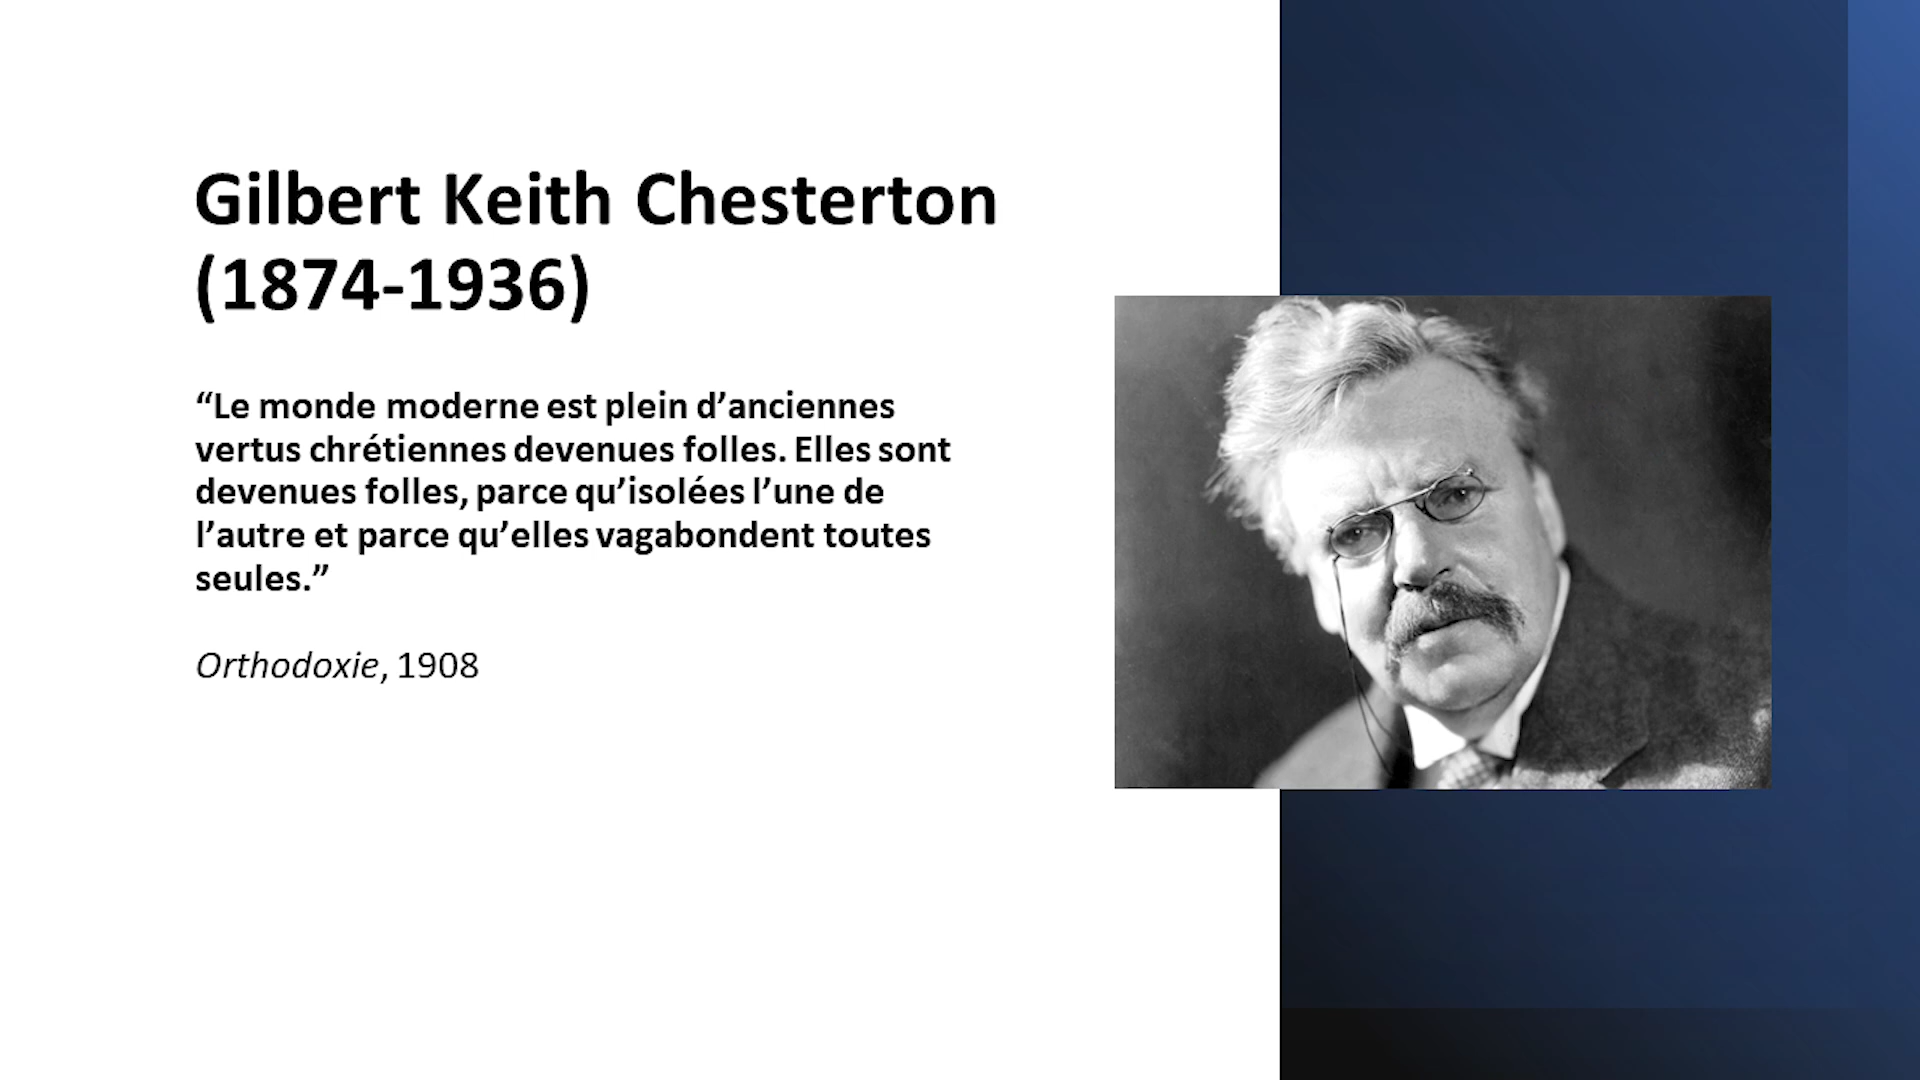 Gilbert Keith Chesterton
(1874-1936)
“Le monde moderne est plein d’anciennes
vertus chrétiennes devenues folles. Elles sont
devenues folles, parce qu’isolées l’une de
l’autre et parce qu’elles vagabondent toutes
seules.”
Orthodoxie, 1908